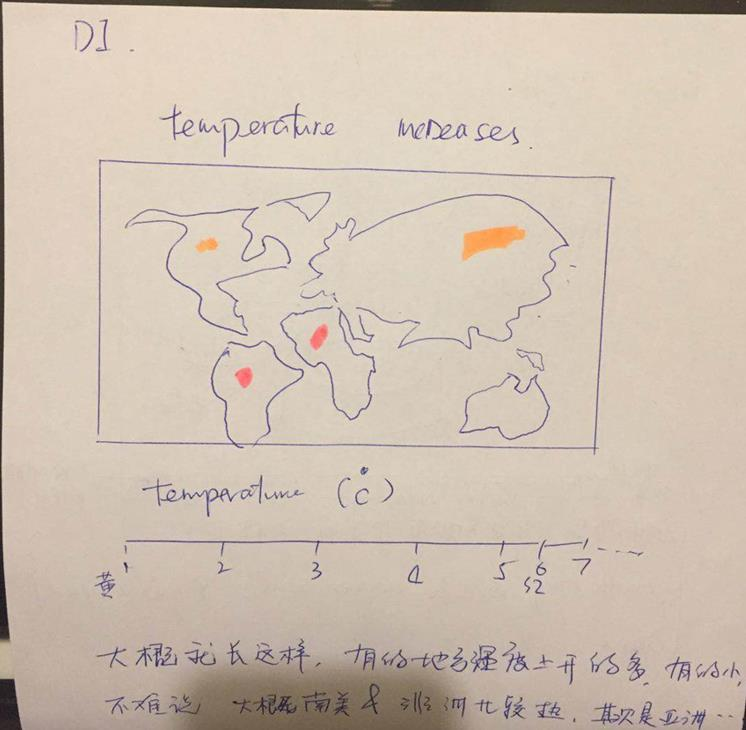 DI.
temperature increases.
temperature (°C)
1 2 3 4 5 6 7 ......
黄 52
大概就长这样, 有的地方温度上升的多, 有的小,
不难说 大概就南美 & 非洲比较热, 其次是亚洲...